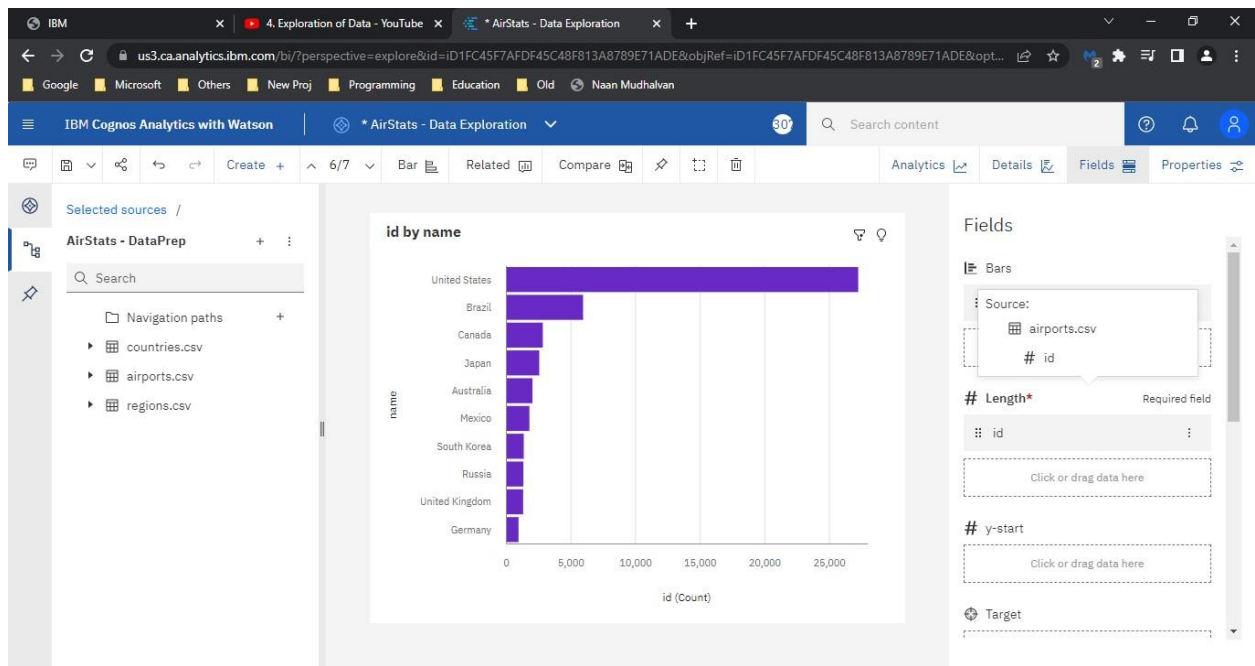 IBM
4. Exploration of Data - YouTube
* AirStats - Data Exploration
us3.ca.analytics.ibm.com/bi/?perspective=explore&id=iD1FC45F7AFDF45C48F813A8789E71ADE&objRef=iD1FC45F7AFDF45C48F813A8789E71ADE&opt...
2
Google Microsoft Others New Proj Programming Education Old Naan Mudhalvan
IBM Cognos Analytics with Watson
* AirStats - Data Exploration
Search content
Create + 6/7 Bar Related Compare Analytics Details Fields Properties
Selected sources /
AirStats - DataPrep
Search
Navigation paths
countries.csv
airports.csv
regions.csv
id by name
United States
Brazil
Canada
Japan
Australia
Mexico
South Korea
Russia
United Kingdom
Germany
name
0 5,000 10,000 15,000 20,000 25,000
id (Count)
Fields
Bars
Source:
airports.csv
# id
# Length* Required field
id
Click or drag data here
# y-start
Click or drag data here
Target